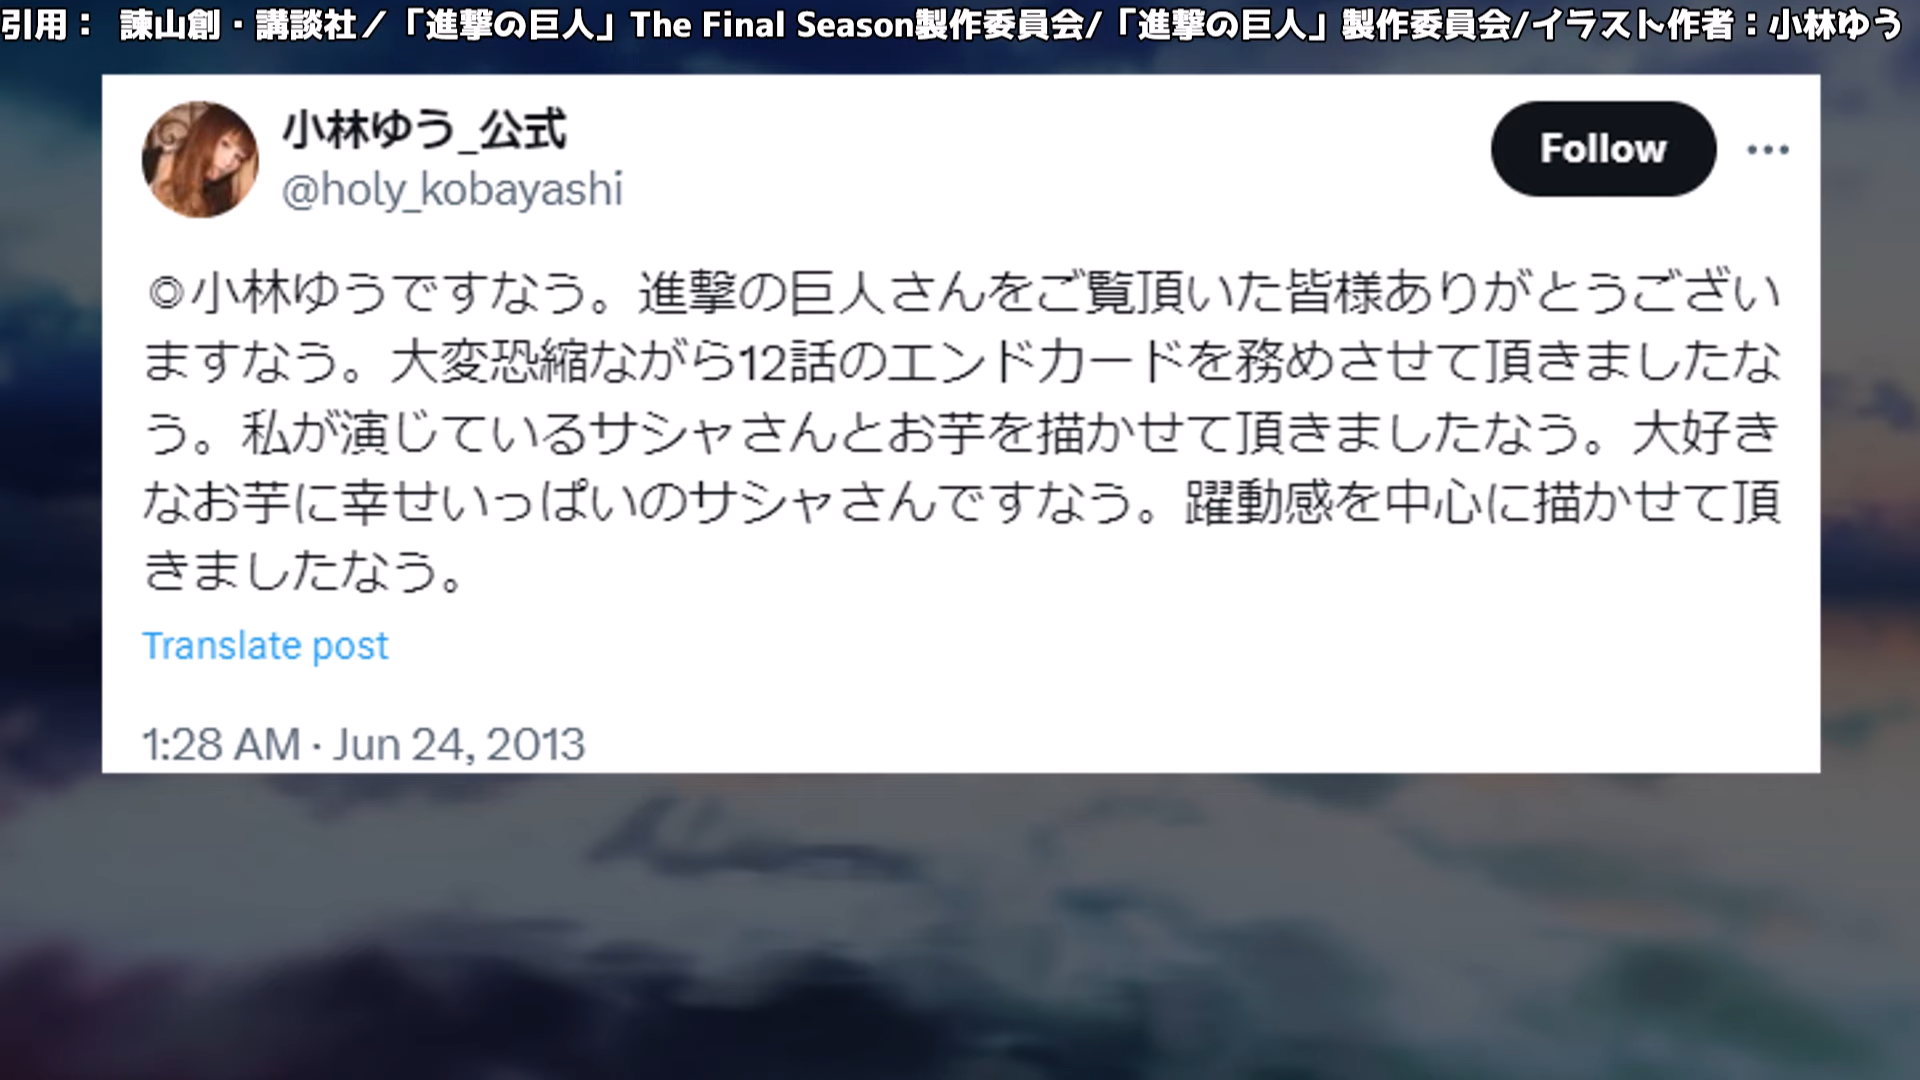 引用： 諫山創・講談社／「進撃の巨人」The Final Season製作委員会/「進撃の巨人」製作委員会/イラスト作者：小林ゆう
小林ゆう_公式
@holy_kobayashi
Follow
◎小林ゆうですなう。進撃の巨人さんをご覧頂いた皆様ありがとうござい
ますなう。大変恐縮ながら12話のエンドカードを務めさせて頂きましたな
う。私が演じているサシャさんとお芋を描かせて頂きましたなう。大好き
なお芋に幸せいっぱいのサシャさんですなう。躍動感を中心に描かせて頂
きましたなう。
Translate post
1:28 AM · Jun 24, 2013